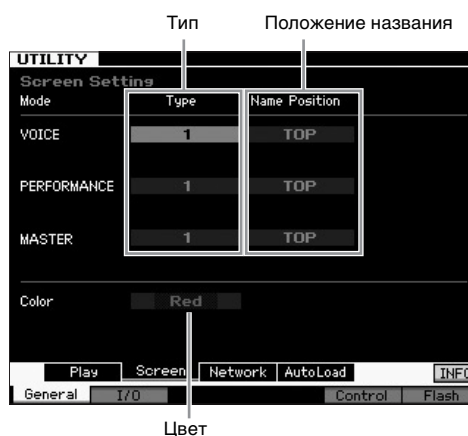 Тип Положение названия
UTILITY
Screen Setting
Mode Type Name Position
VOICE 1 TOP
PERFORMANCE 1 TOP
MASTER 1 TOP
Color Red
Play Screen Network AutoLoad INFO
General I/O Control Flash
Цвет